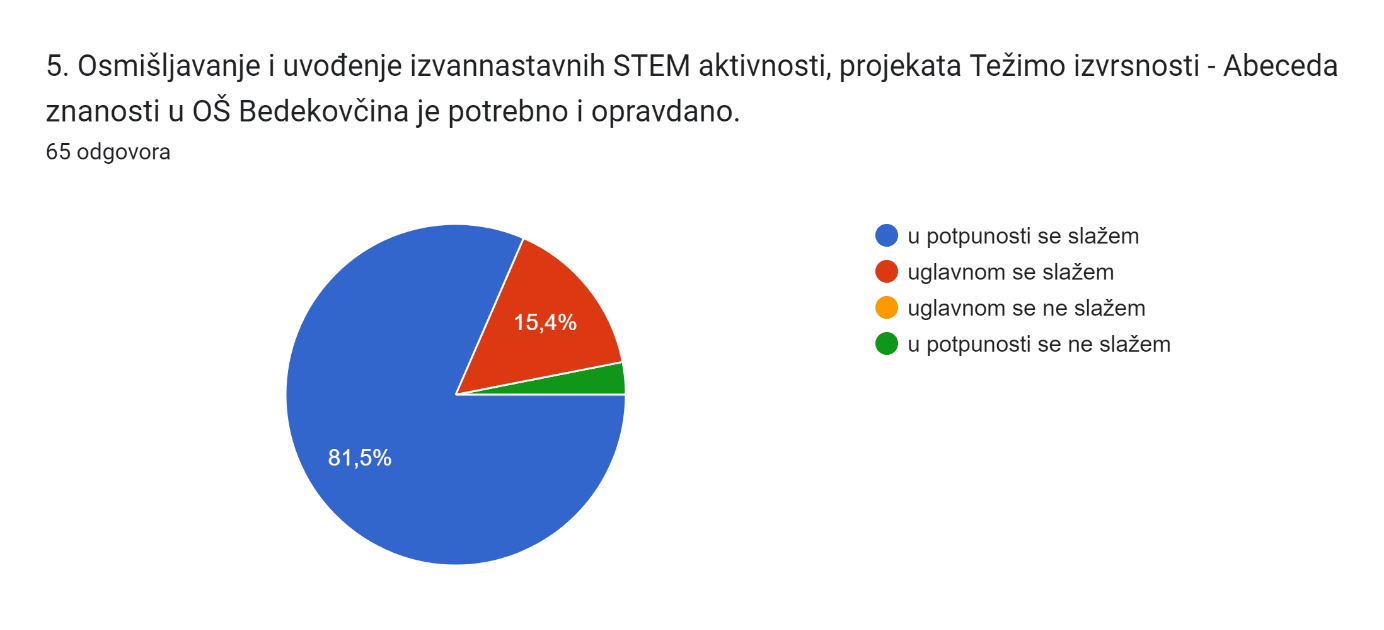 5. Osmišljavanje i uvođenje izvannastavnih STEM aktivnosti, projekata Težimo izvrsnosti - Abeceda
znanosti u OŠ Bedekovčina je potrebno i opravdano.
65 odgovora
u potpunosti se slažem
uglavnom se slažem
uglavnom se ne slažem
u potpunosti se ne slažem
15,4%
81,5%